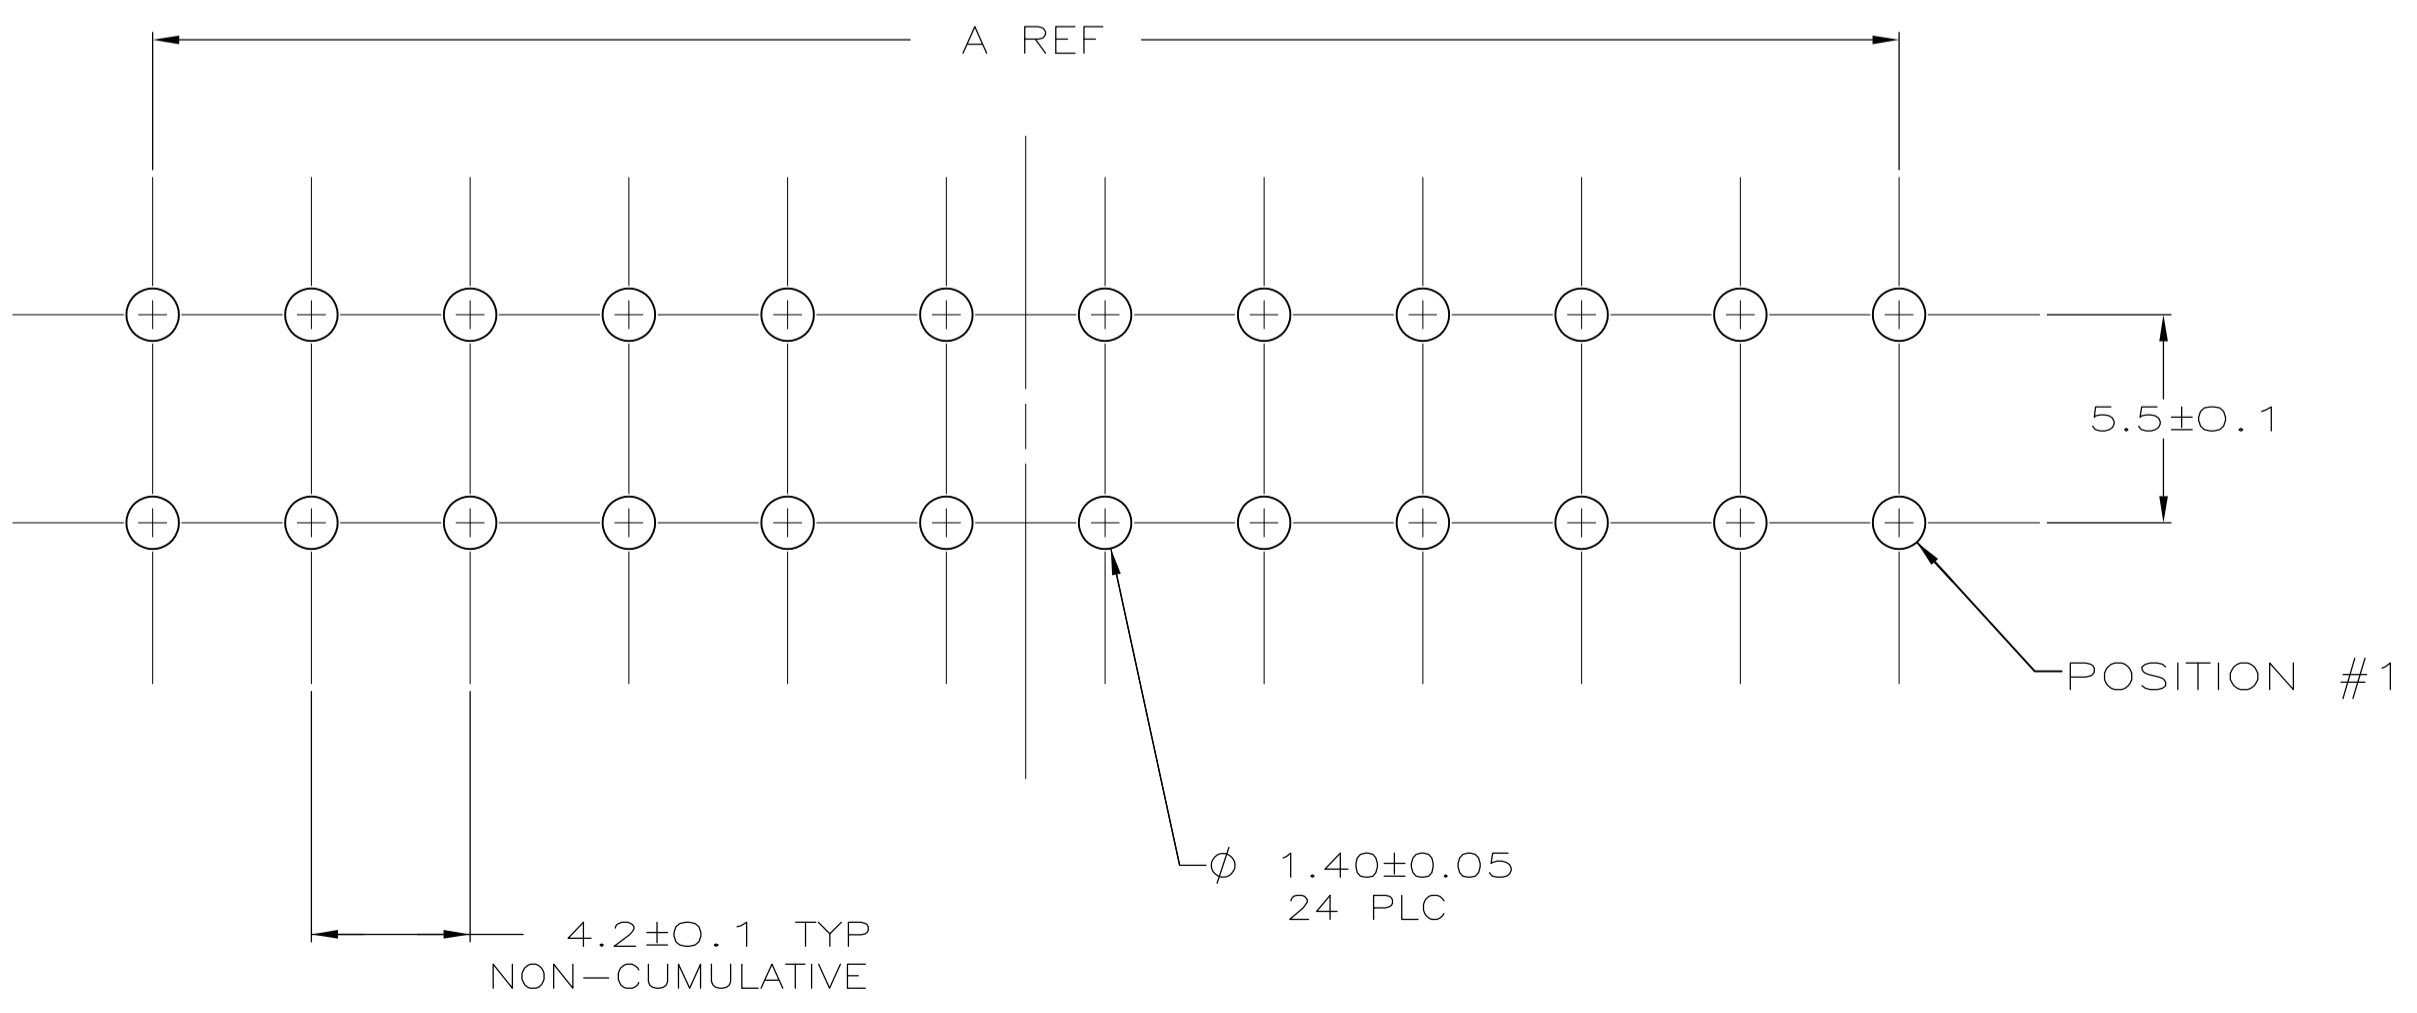 A REF
5.5±0.1
POSITION #1
ϕ 1.40±0.05
24 PLC
4.2±0.1 TYP
NON-CUMULATIVE